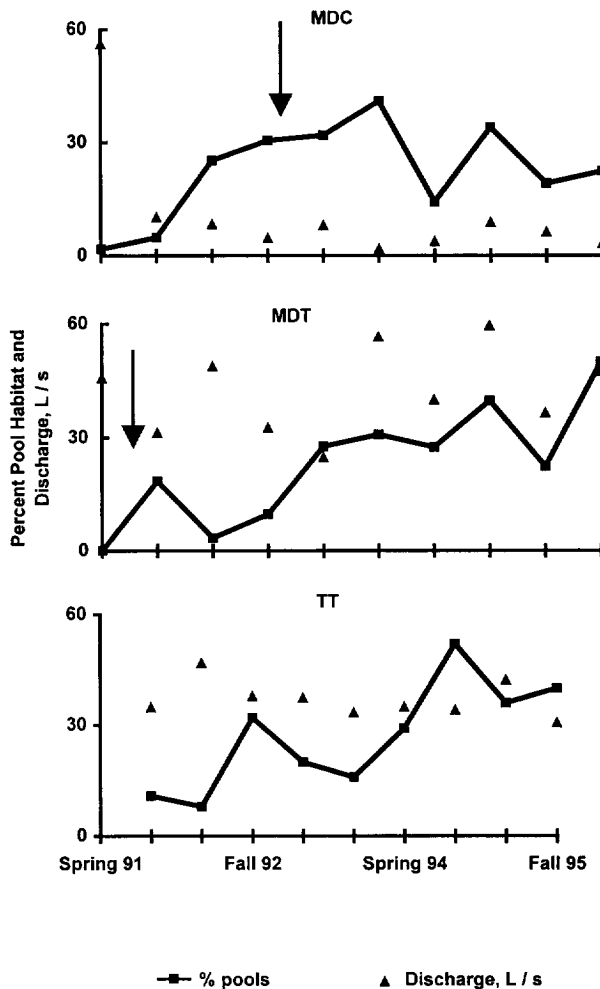 MDC
60
30
0
MDT
60
30
0
Percent Pool Habitat and
Discharge, L / s
TT
60
30
0
Spring 91 Fall 92 Spring 94 Fall 95
% pools Discharge, L / s